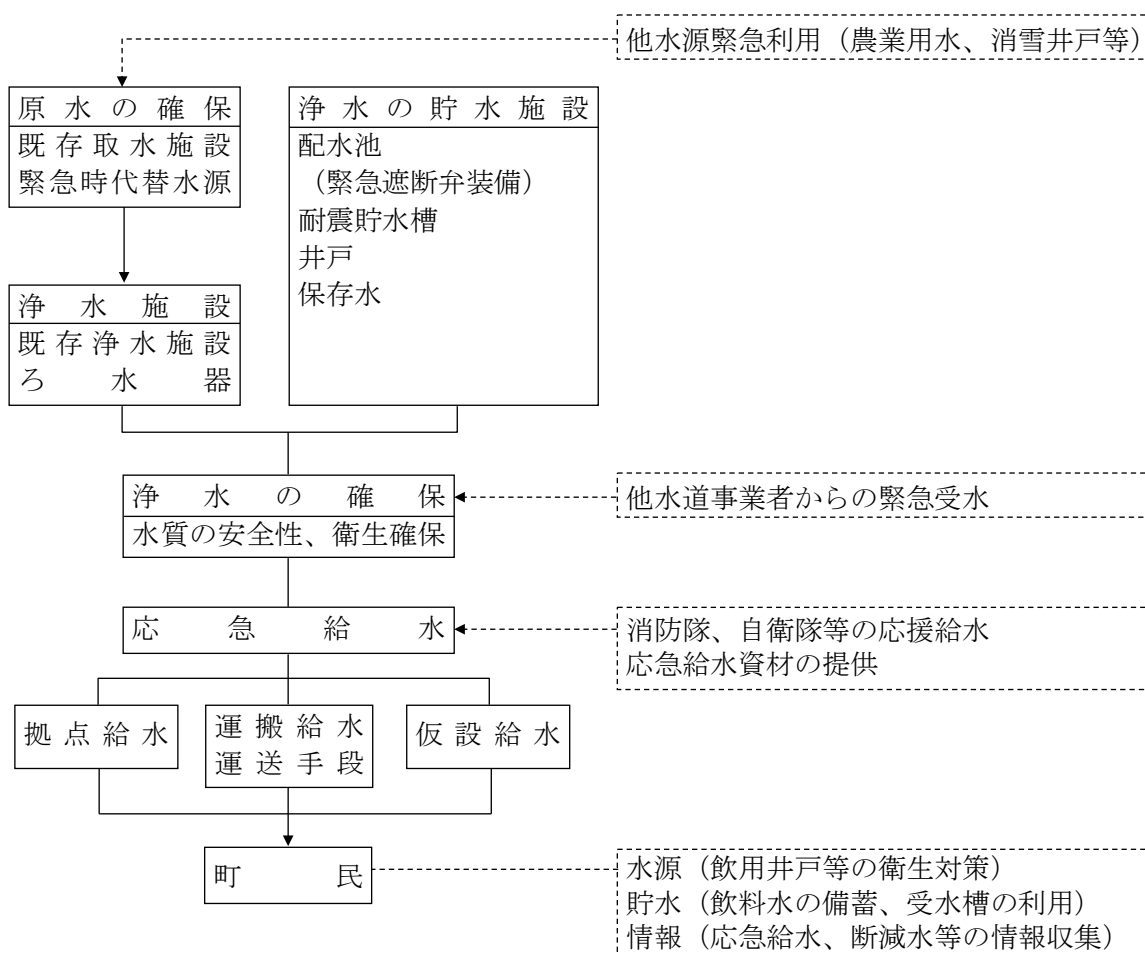 他水源緊急利用（農業用水、消雪井戸等）
原水の確保
既存取水施設
緊急時代替水源
浄水の貯水施設
配水池
（緊急遮断弁装備）
耐震貯水槽
井戸
保存水
浄水施設
既存浄水施設
ろ水器
浄水の確保
水質の安全性、衛生確保
他水道事業者からの緊急受水
応急給水
消防隊、自衛隊等の応援給水
応急給水資材の提供
拠点給水
運搬給水
運送手段
仮設給水
町民
水源（飲用井戸等の衛生対策）
貯水（飲料水の備蓄、受水槽の利用）
情報（応急給水、断減水等の情報収集）